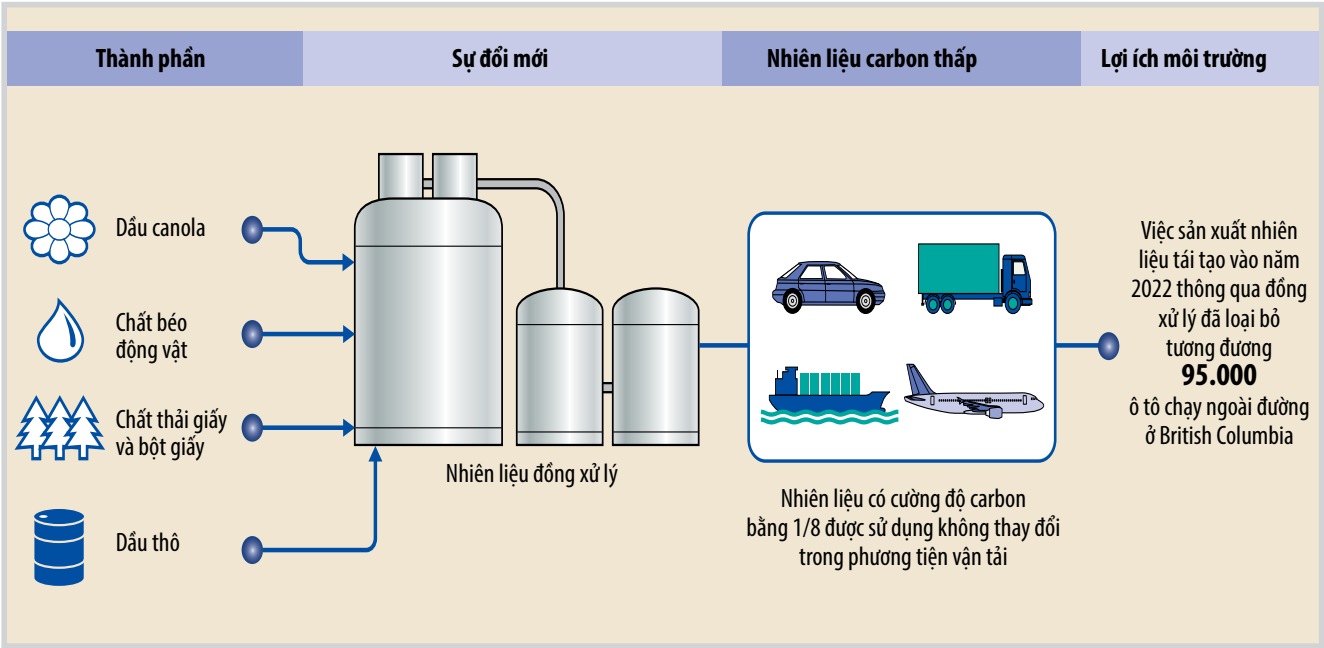 Thành phần
Sự đổi mới
Nhiên liệu carbon thấp
Lợi ích môi trường
Dầu canola
Chất béo
động vật
Chất thải giấy
và bột giấy
Dầu thô
Nhiên liệu đồng xử lý
Nhiên liệu có cường độ carbon
bằng 1/8 được sử dụng không thay đổi
trong phương tiện vận tải
Việc sản xuất nhiên
liệu tái tạo vào năm
2022 thông qua đồng
xử lý đã loại bỏ
tương đương
95.000
ô tô chạy ngoài đường
ở British Columbia